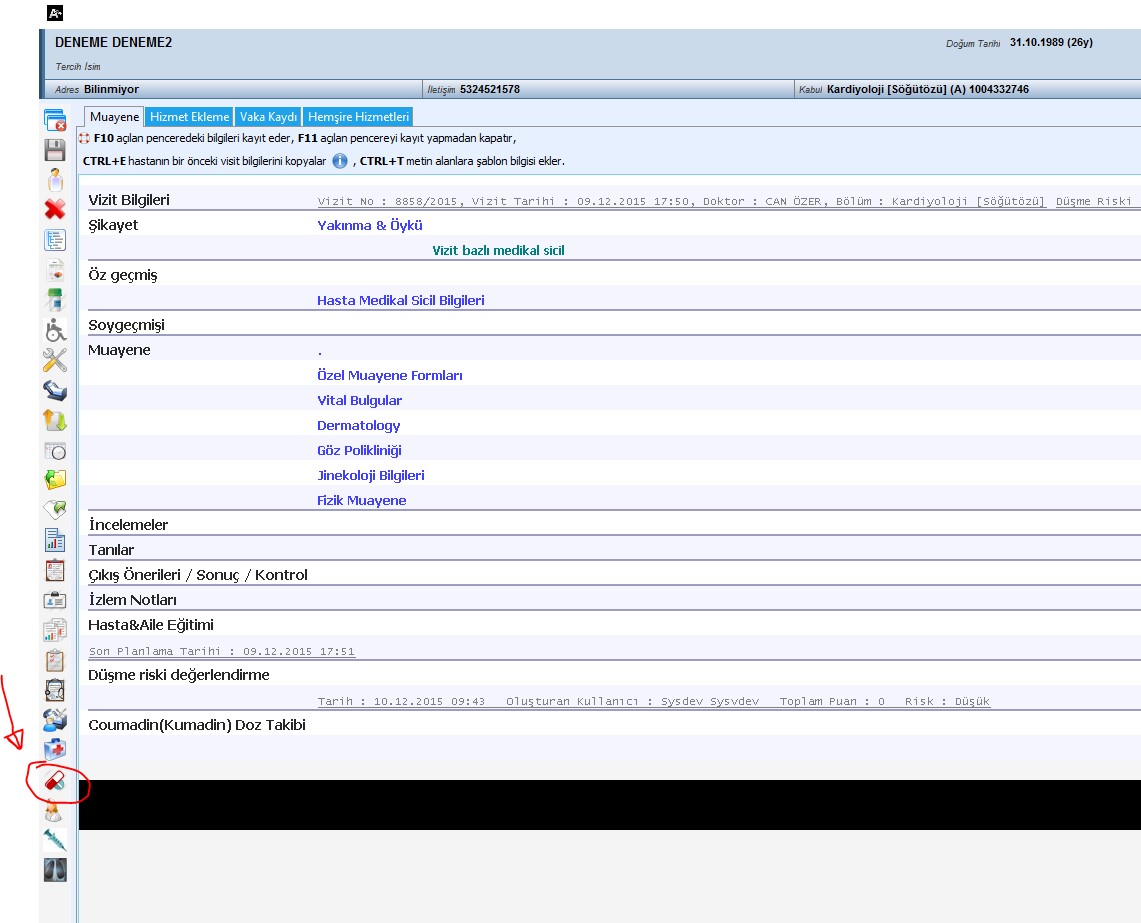 A+
DENEME DENEME2
Doğum Tarihi 31.10.1989 (26y)
Tercih İsim
Adres Bilinmiyor İletişim 5324521578 Kabul Kardiyoloji [Söğütözü] (A) 1004332746
Muayene Hizmet Ekleme Vaka Kaydı Hemşire Hizmetleri
F10 açılan penceredeki bilgileri kayıt eder, F11 açılan pencereyi kayıt yapmadan kapatır,
CTRL+E hastanın bir önceki visit bilgilerini kopyalar , CTRL+T metin alanlara şablon bilgisi ekler.
Vizit Bilgileri Vizit No : 8858/2015, Vizit Tarihi : 09.12.2015 17:50, Doktor : CAN ÖZER, Bölüm : Kardiyoloji [Söğütözü] Düşme Riski
Şikayet Yakınma & Öykü
Vizit bazlı medikal sicil
Öz geçmiş
Hasta Medikal Sicil Bilgileri
Soygeçmişi
Muayene .
Özel Muayene Formları
Vital Bulgular
Dermatology
Göz Polikliniği
Jinekoloji Bilgileri
Fizik Muayene
İncelemeler
Tanılar
Çıkış Önerileri / Sonuç / Kontrol
İzlem Notları
Hasta&Aile Eğitimi
Son Planlama Tarihi : 09.12.2015 17:51
Düşme riski değerlendirme
Tarih : 10.12.2015 09:43 Oluşturan Kullanıcı : Sysdev Sysvdev Toplam Puan : 0 Risk : Düşük
Coumadin(Kumadin) Doz Takibi